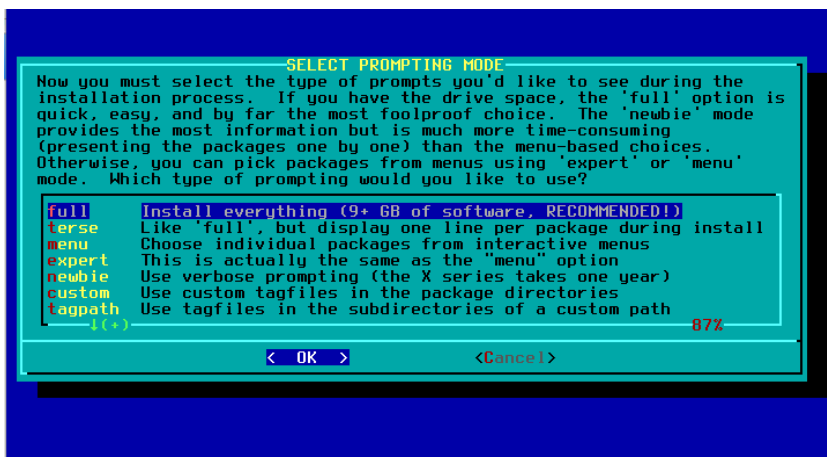 SELECT PROMPTING MODE
Now you must select the type of prompts you'd like to see during the
installation process.  If you have the drive space, the 'full' option is
quick, easy, and by far the most foolproof choice.  The 'newbie' mode
provides the most information but is much more time-consuming
(presenting the packages one by one) than the menu-based choices.
Otherwise, you can pick packages from menus using 'expert' or 'menu'
mode.  Which type of prompting would you like to use?
full     Install everything (9+ GB of software, RECOMMENDED!)
terse    Like 'full', but display one line per package during install
menu     Choose individual packages from interactive menus
expert   This is actually the same as the "menu" option
newbie   Use verbose prompting (the X series takes one year)
custom   Use custom tagfiles in the package directories
tagpath  Use tagfiles in the subdirectories of a custom path
↓(+) 87%
<  OK  > <Cancel>